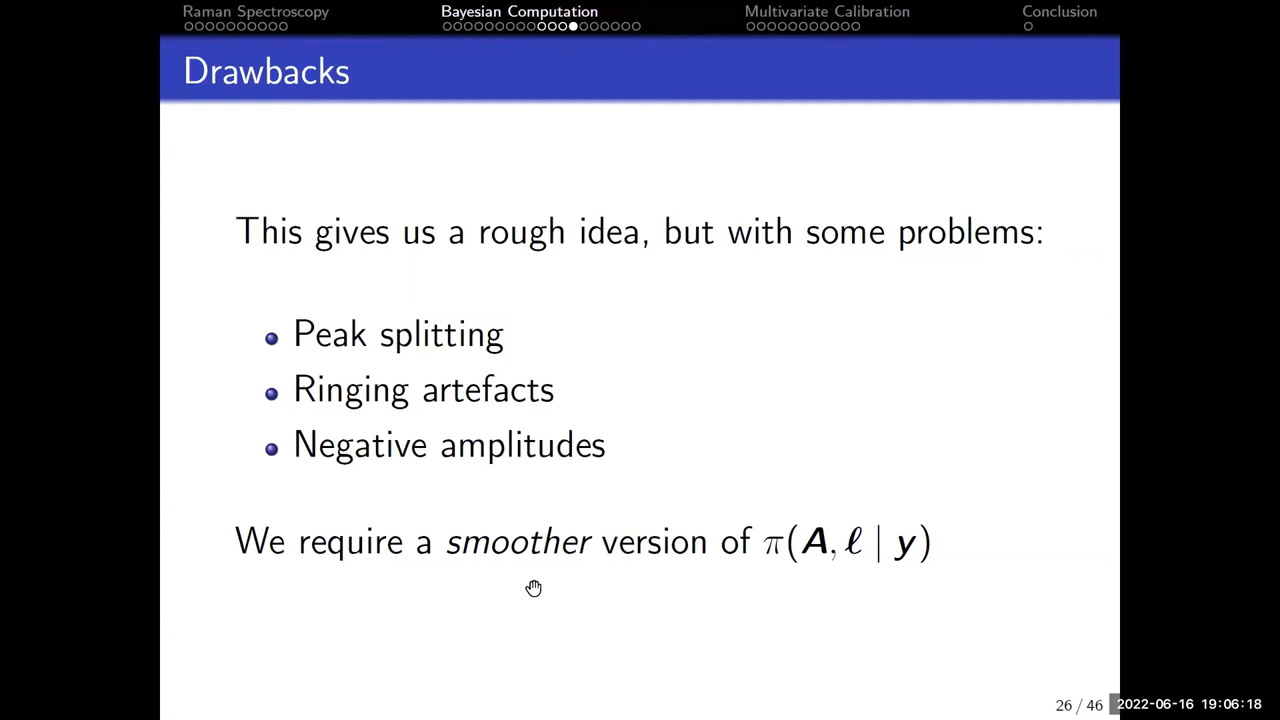 Raman Spectroscopy Bayesian Computation Multivariate Calibration Conclusion
Drawbacks
This gives us a rough idea, but with some problems:
Peak splitting
Ringing artefacts
Negative amplitudes
We require a smoother version of π(A, ℓ | y)
26 / 46 2022-06-16 19:06:18